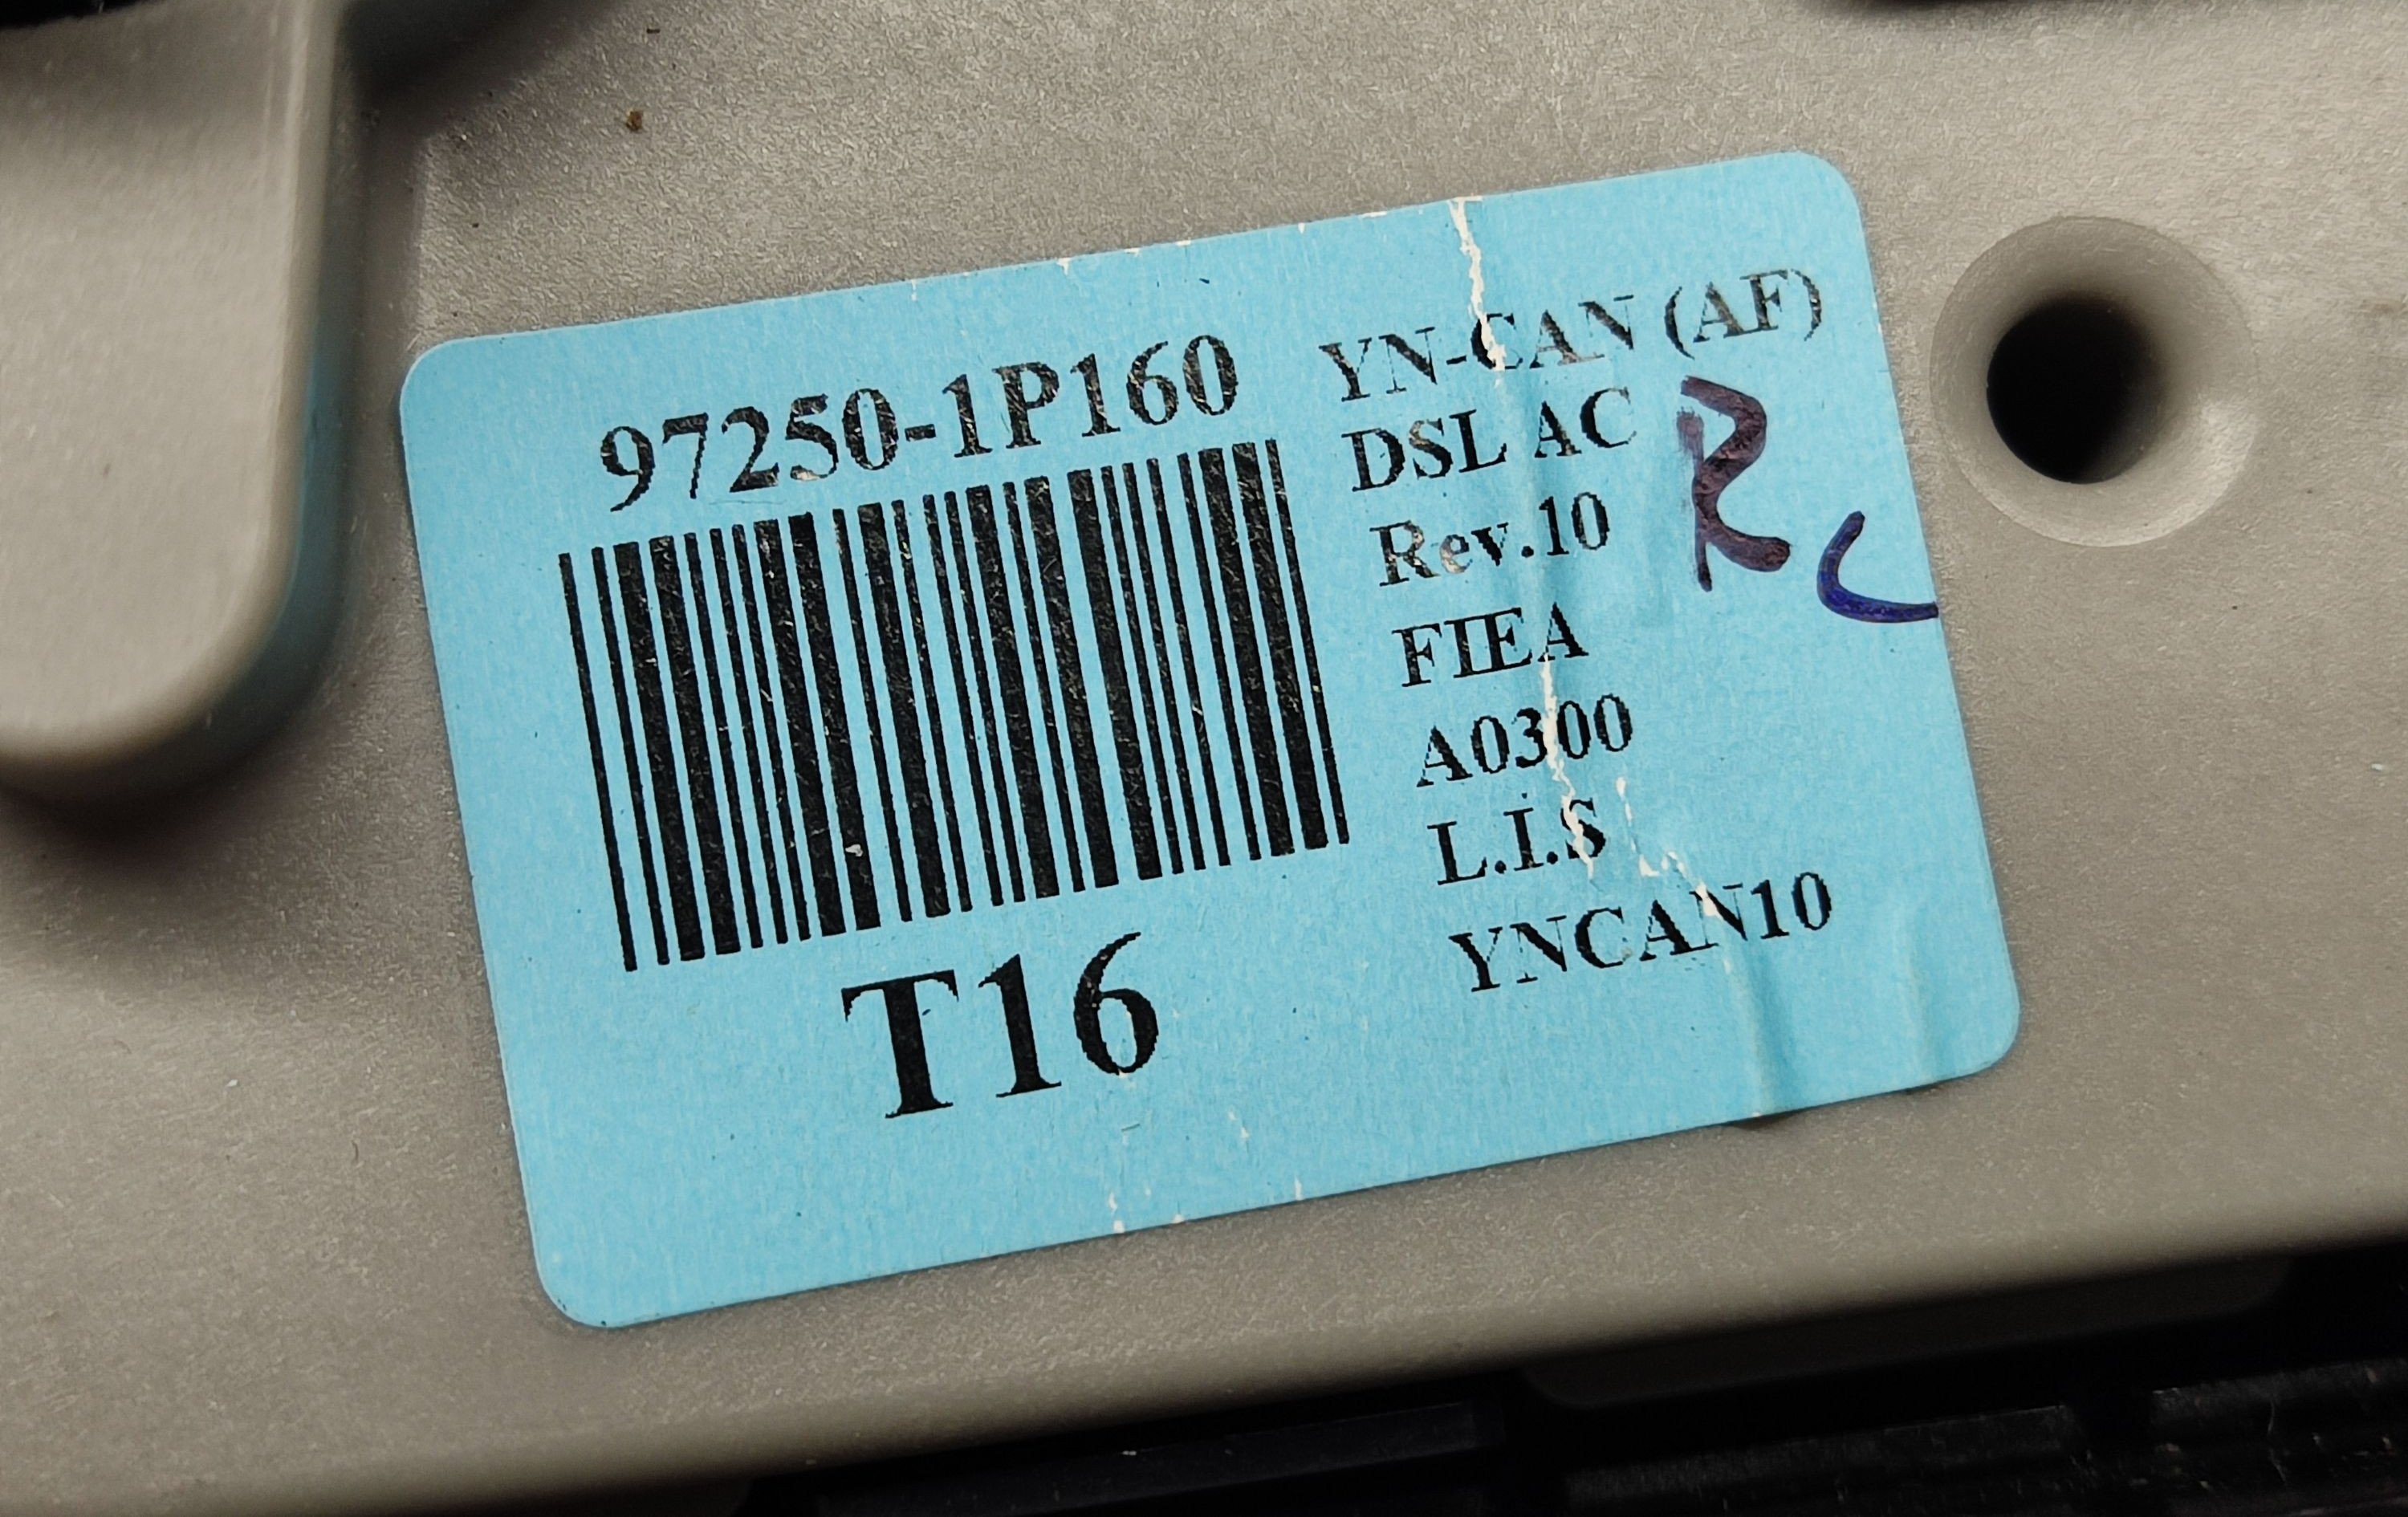 97250-1P160
T16
YN-CAN (AF)
DSL AC
Rev.10
FIEA
A0300
L.I.S
YNCAN10
R